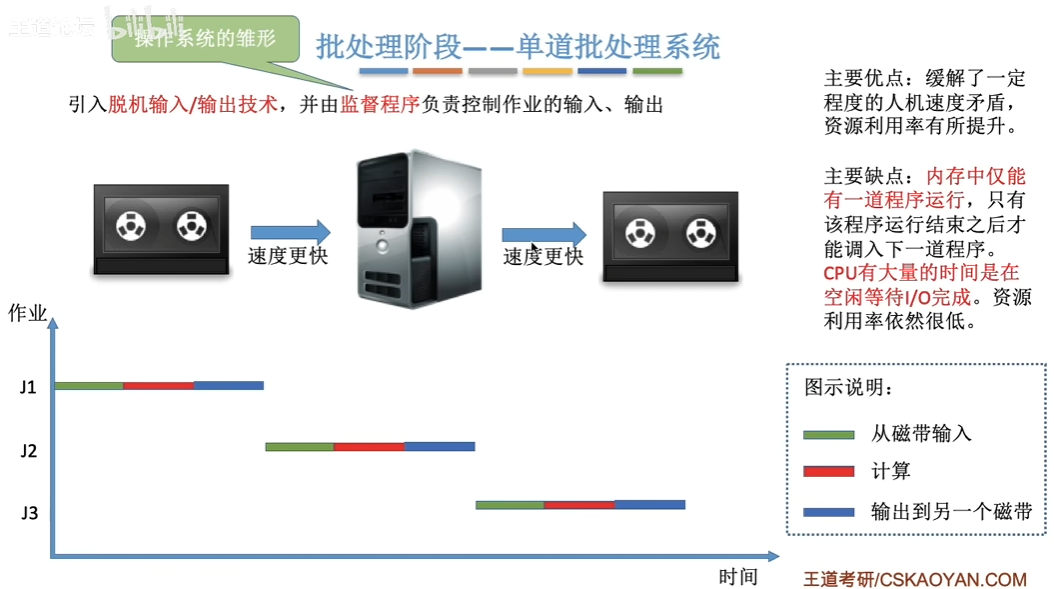 王道论坛 bilibili
操作系统的雏形
批处理阶段——单道批处理系统
引入脱机输入/输出技术，并由监督程序负责控制作业的输入、输出
速度更快
速度更快
主要优点：缓解了一定
程度的人机速度矛盾，
资源利用率有所提升。
主要缺点：内存中仅能
有一道程序运行，只有
该程序运行结束之后才
能调入下一道程序。
CPU有大量的时间是在
空闲等待I/O完成。资源
利用率依然很低。
作业
J1
J2
J3
时间
图示说明：
从磁带输入
计算
输出到另一个磁带
王道考研/CSKAOYAN.COM